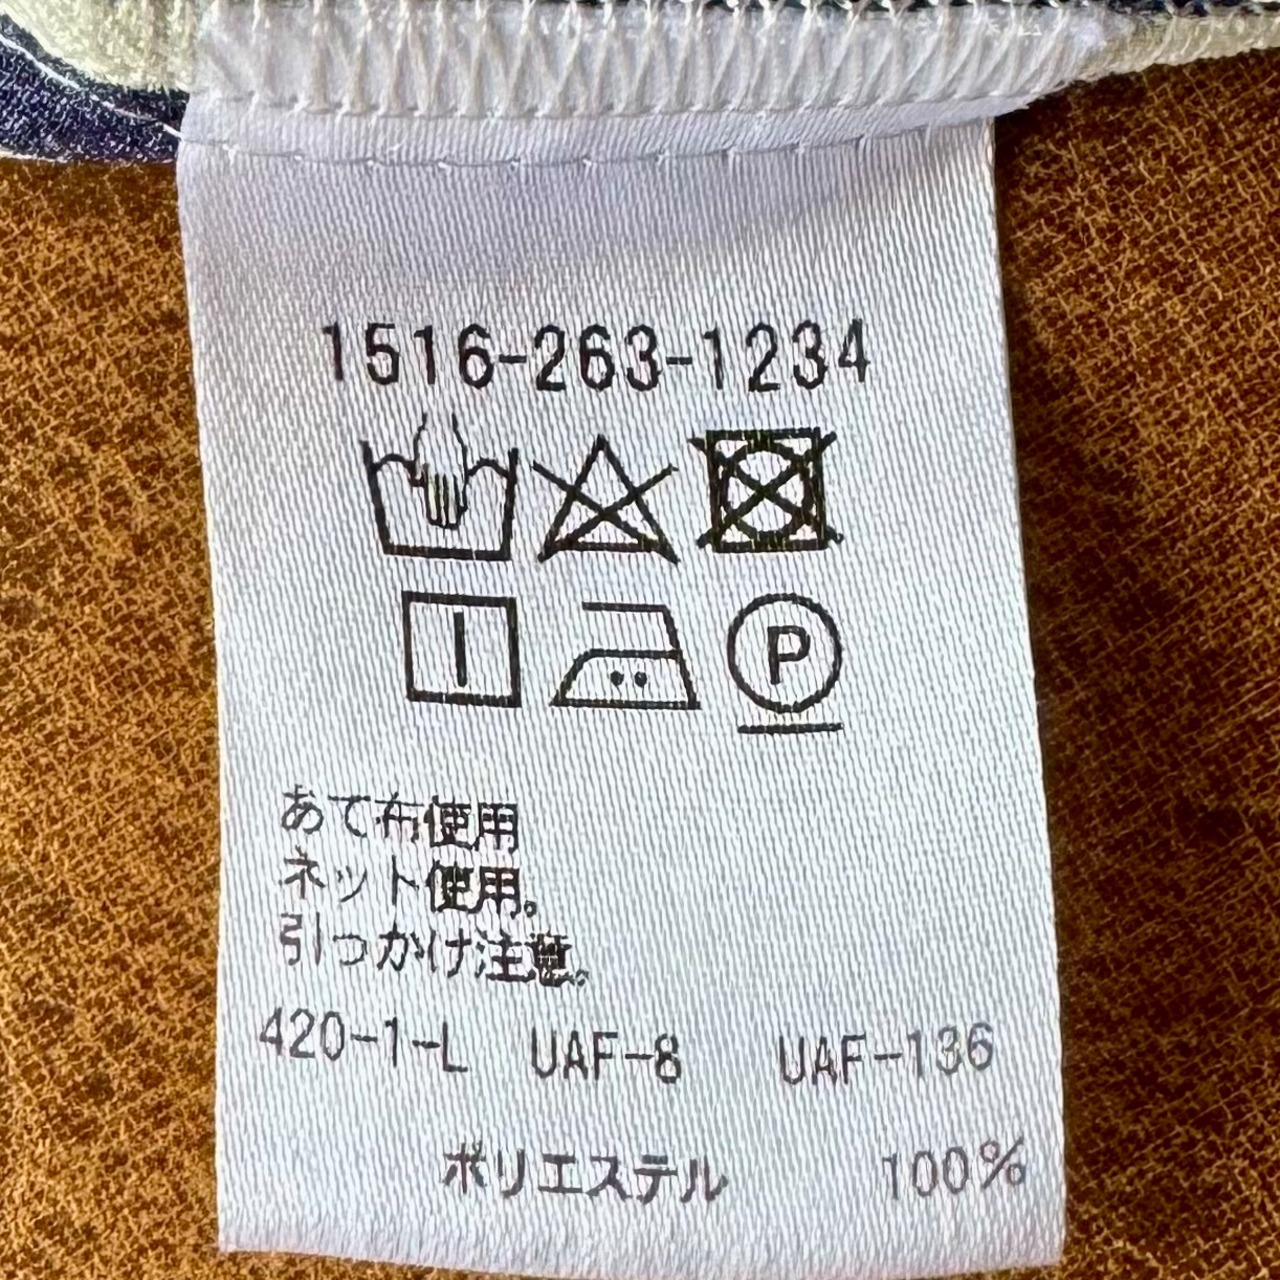 1516-263-1234
P
あて布使用
ネット使用。
引っかけ注意。
420-1-L UAF-8 UAF-136
ポリエステル 100%